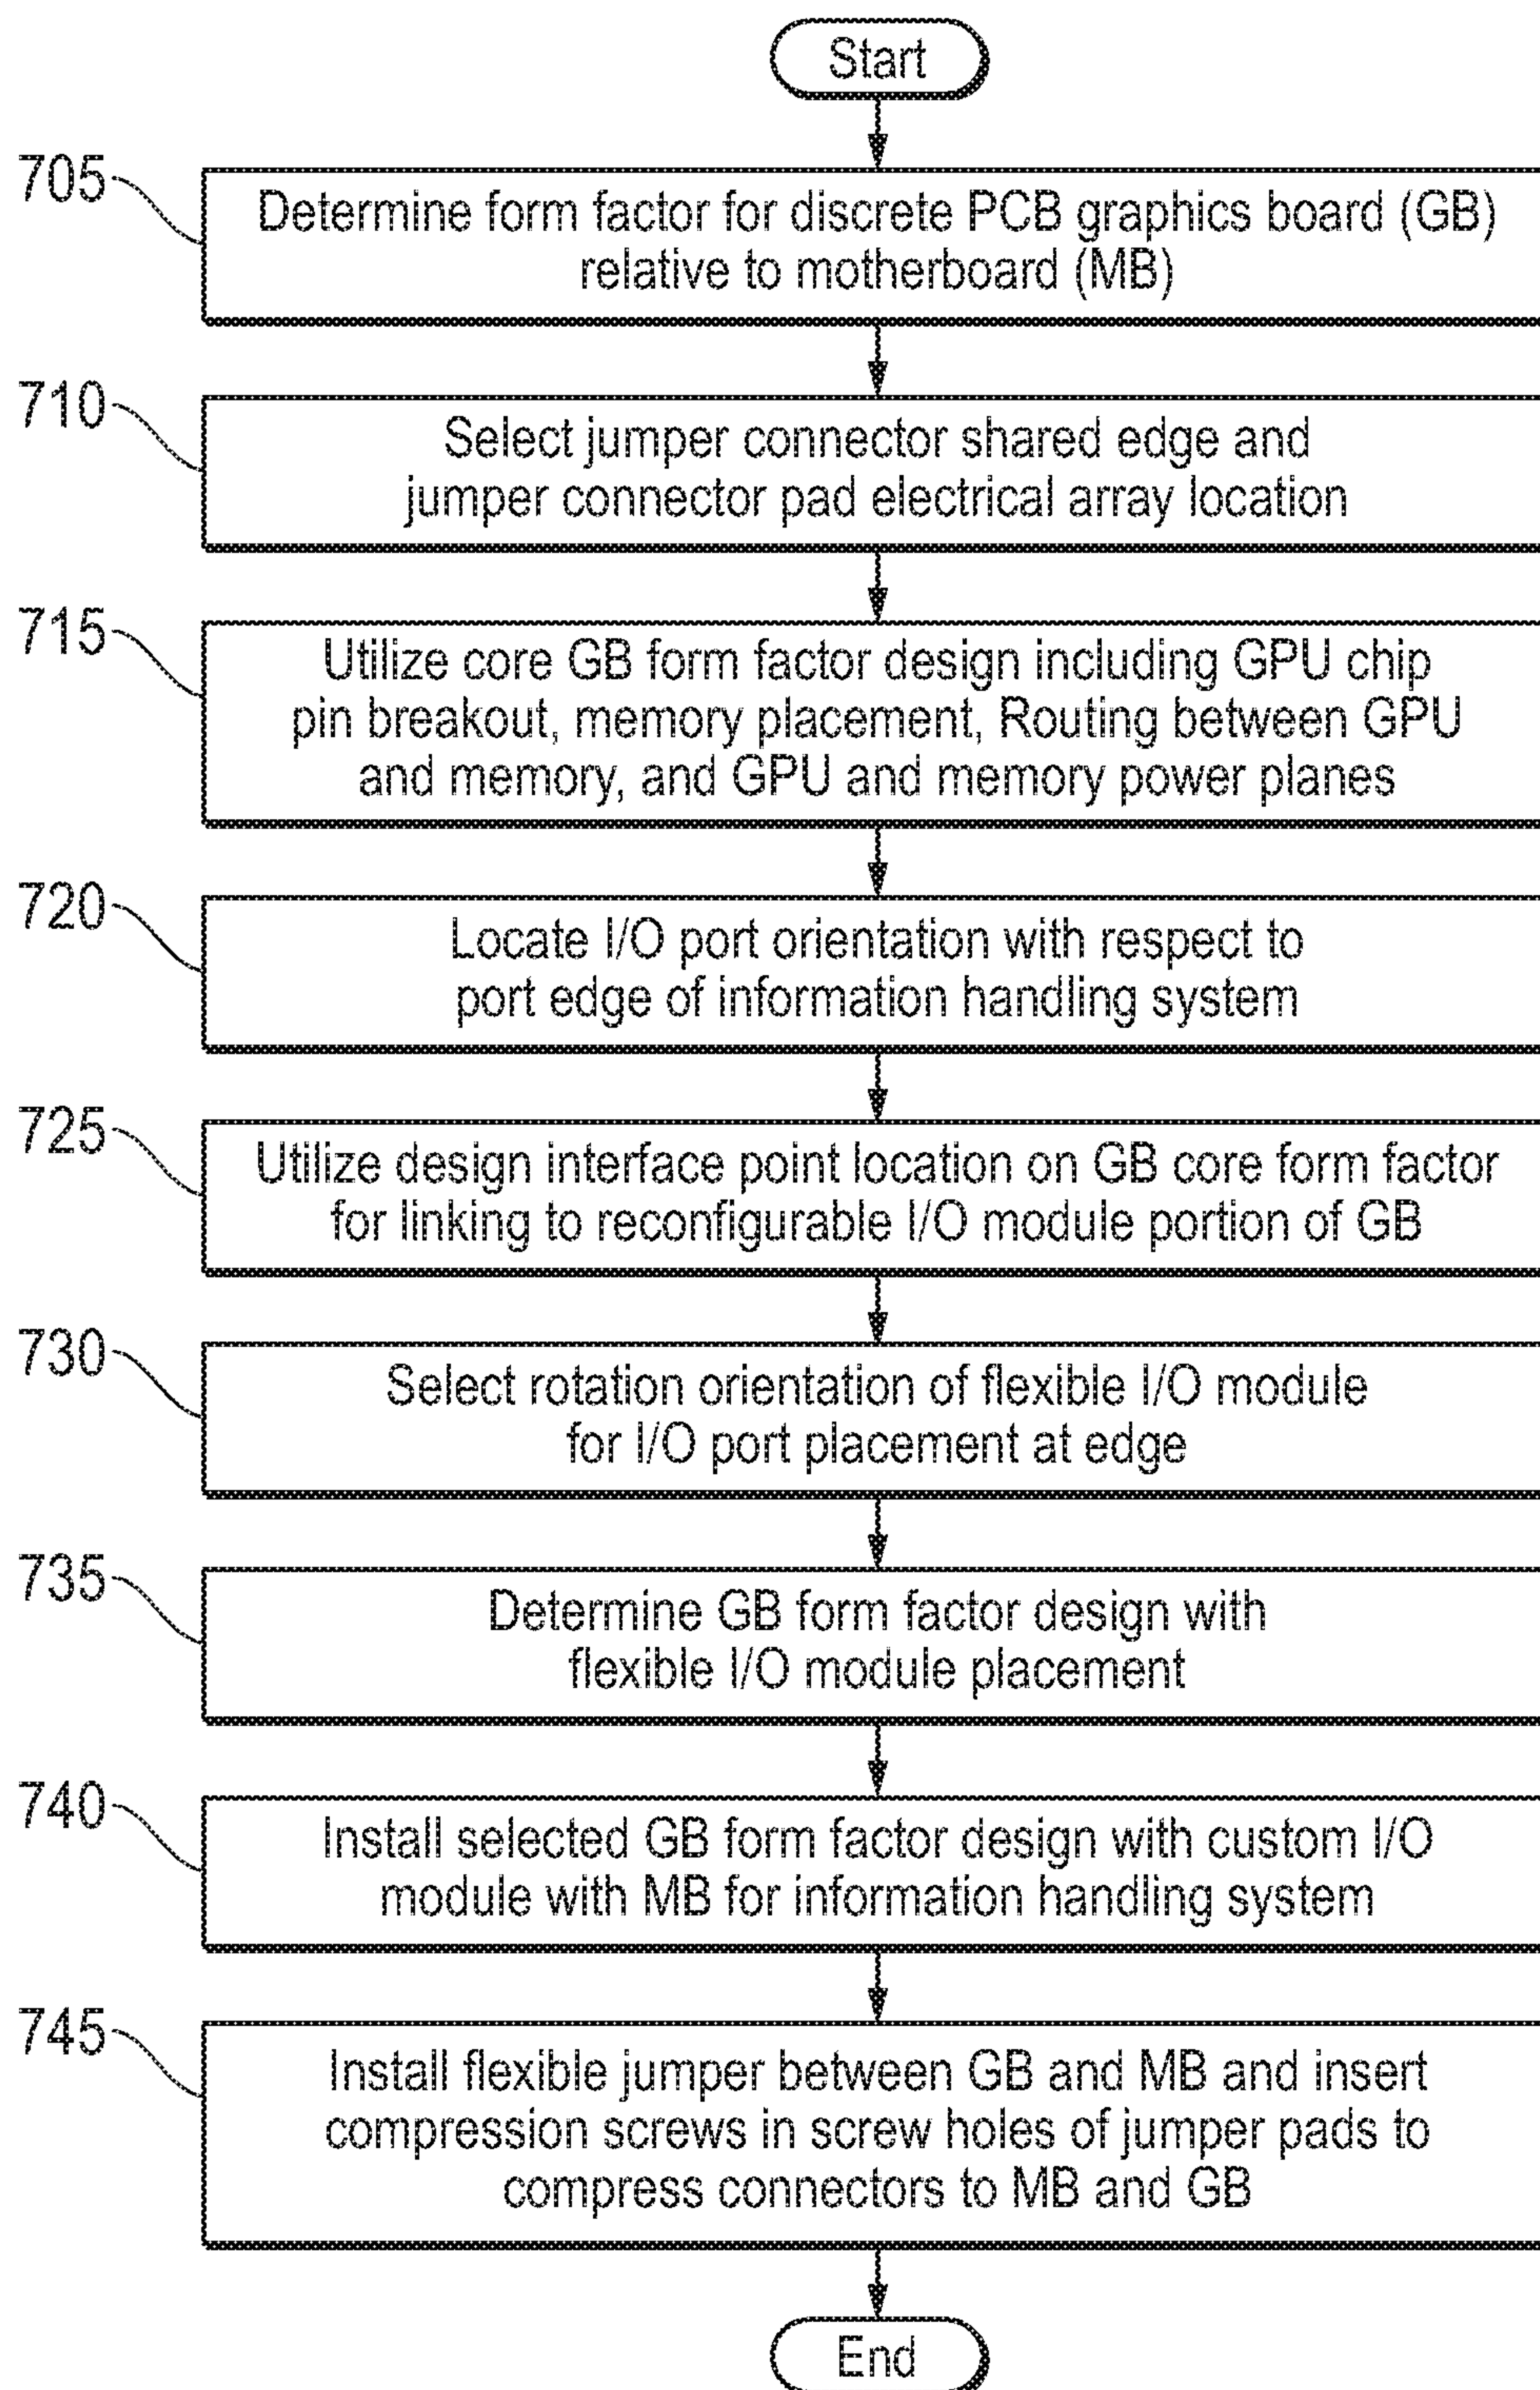 Start
705
Determine form factor for discrete PCB graphics board (GB)
relative to motherboard (MB)
710
Select jumper connector shared edge and
jumper connector pad electrical array location
715
Utilize core GB form factor design including GPU chip
pin breakout, memory placement, Routing between GPU
and memory, and GPU and memory power planes
720
Locate I/O port orientation with respect to
port edge of information handling system
725
Utilize design interface point location on GB core form factor
for linking to reconfigurable I/O module portion of GB
730
Select rotation orientation of flexible I/O module
for I/O port placement at edge
735
Determine GB form factor design with
flexible I/O module placement
740
Install selected GB form factor design with custom I/O
module with MB for information handling system
745
Install flexible jumper between GB and MB and insert
compression screws in screw holes of jumper pads to
compress connectors to MB and GB
End